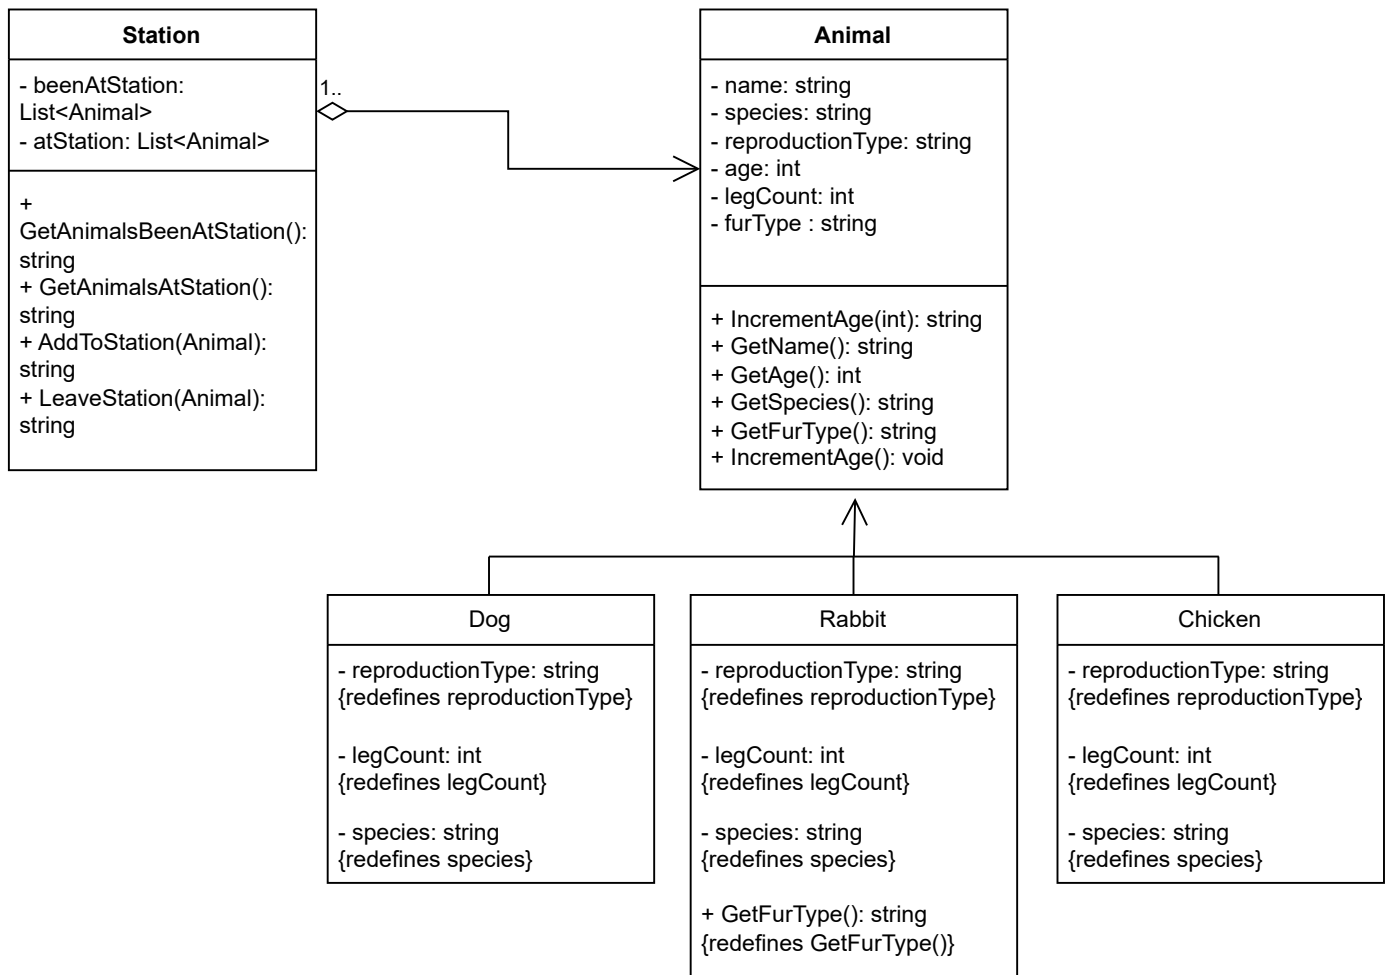 Station
- beenAtStation:
List<Animal>
- atStation: List<Animal>
+
GetAnimalsBeenAtStation():
string
+ GetAnimalsAtStation():
string
+ AddToStation(Animal):
string
+ LeaveStation(Animal):
string
1..
Animal
- name: string
- species: string
- reproductionType: string
- age: int
- legCount: int
- furType : string
+ IncrementAge(int): string
+ GetName(): string
+ GetAge(): int
+ GetSpecies(): string
+ GetFurType(): string
+ IncrementAge(): void
Dog
- reproductionType: string
{redefines reproductionType}
- legCount: int
{redefines legCount}
- species: string
{redefines species}
Rabbit
- reproductionType: string
{redefines reproductionType}
- legCount: int
{redefines legCount}
- species: string
{redefines species}
+ GetFurType(): string
{redefines GetFurType()}
Chicken
- reproductionType: string
{redefines reproductionType}
- legCount: int
{redefines legCount}
- species: string
{redefines species}